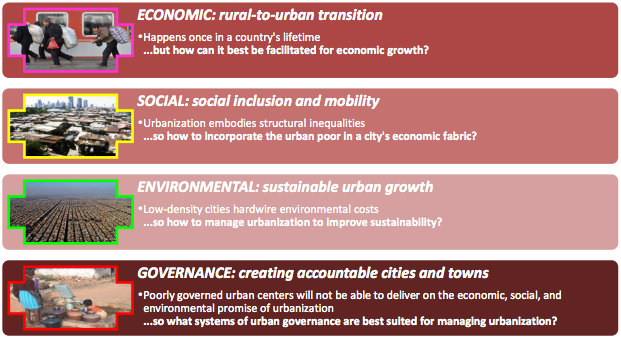 ECONOMIC: rural-to-urban transition
•Happens once in a country's lifetime
...but how can it best be facilitated for economic growth?
SOCIAL: social inclusion and mobility
•Urbanization embodies structural inequalities
...so how to incorporate the urban poor in a city's economic fabric?
ENVIRONMENTAL: sustainable urban growth
•Low-density cities hardwire environmental costs
...so how to manage urbanization to improve sustainability?
GOVERNANCE: creating accountable cities and towns
•Poorly governed urban centers will not be able to deliver on the economic, social, and
environmental promise of urbanization
...so what systems of urban governance are best suited for managing urbanization?